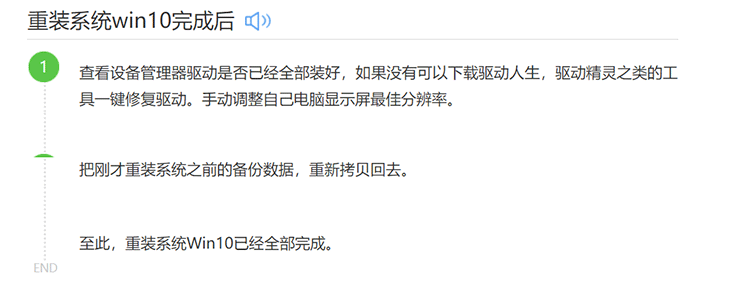 重装系统win10完成后
1
查看设备管理器驱动是否已经全部装好，如果没有可以下载驱动人生，驱动精灵之类的工
具一键修复驱动。手动调整自己电脑显示屏最佳分辨率。
把刚才重装系统之前的备份数据，重新拷贝回去。
至此，重装系统Win10已经全部完成。
END